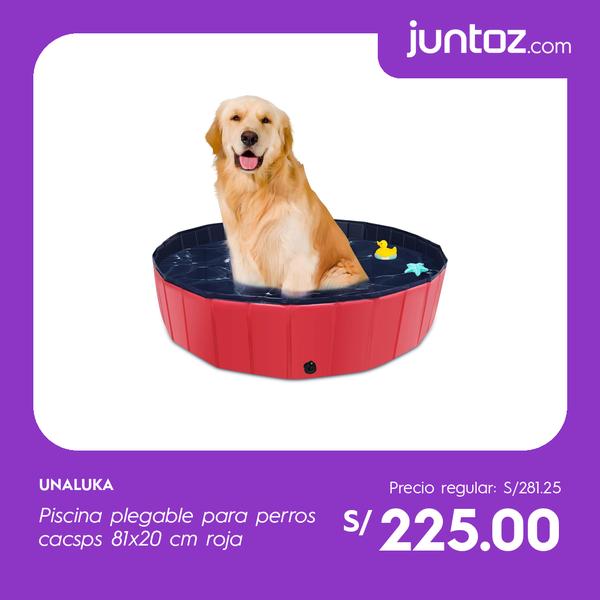 juntoz.com
UNALUKA
Piscina plegable para perros
cacsps 81x20 cm roja
Precio regular: S/281.25
S/225.00